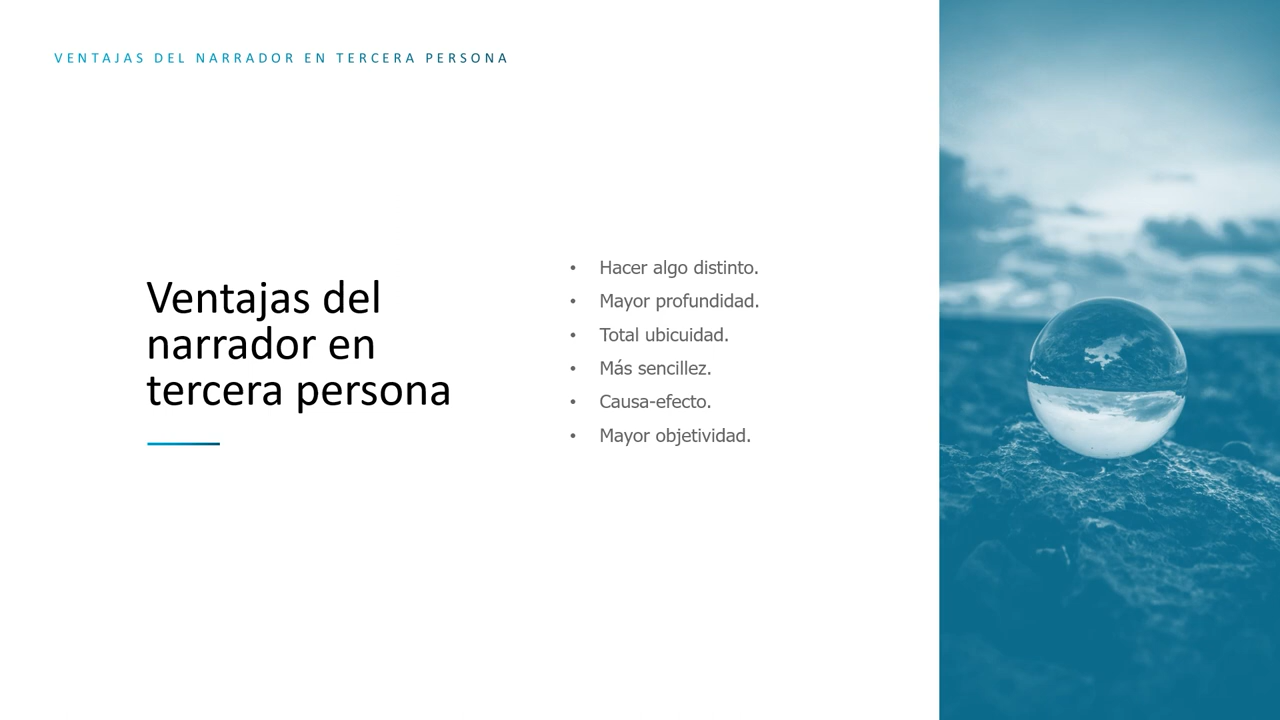 VENTAJAS DEL NARRADOR EN TERCERA PERSONA
Ventajas del
narrador en
tercera persona
• Hacer algo distinto.
• Mayor profundidad.
• Total ubicuidad.
• Más sencillez.
• Causa-efecto.
• Mayor objetividad.